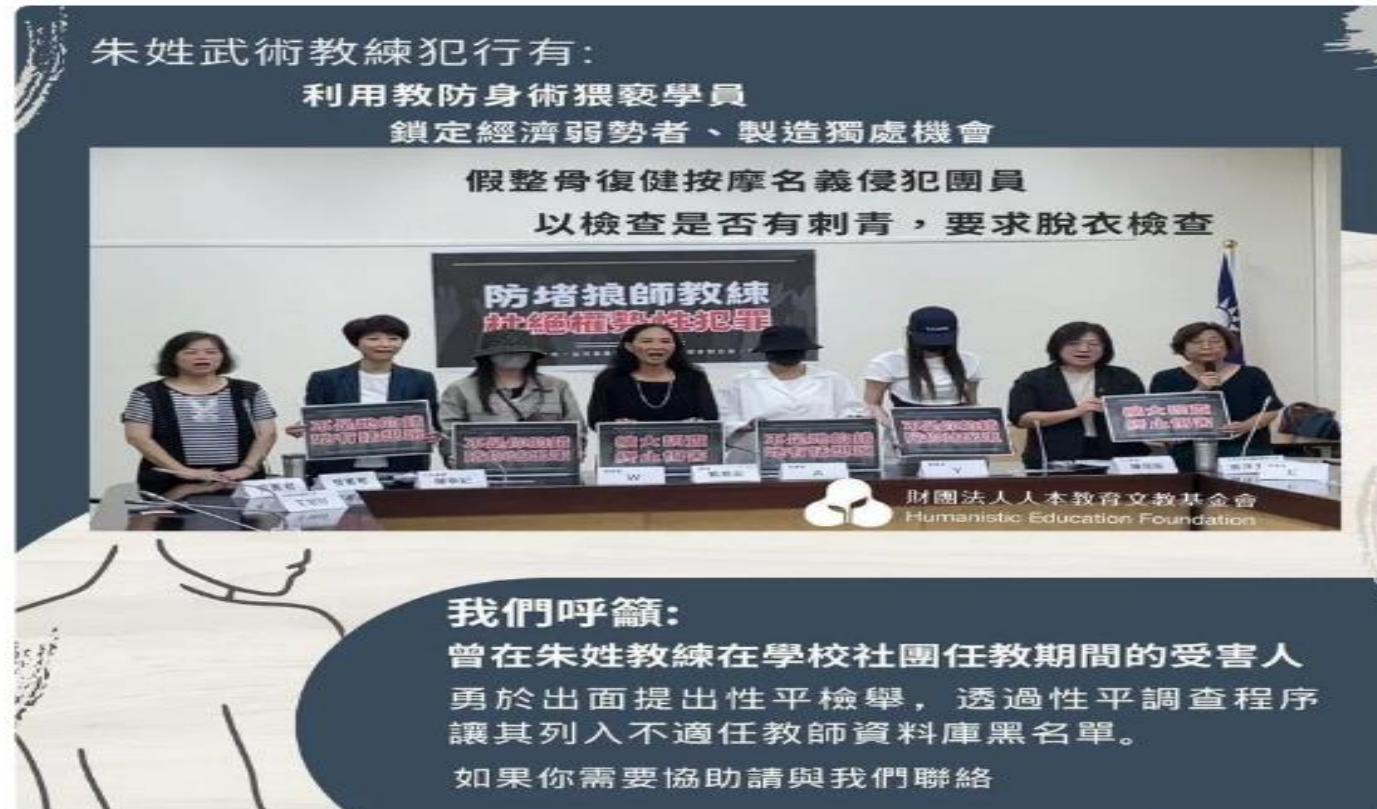 朱姓武術教練犯行有:
利用教防身術猥褻學員
鎖定經濟弱勢者、製造獨處機會
假整骨復健按摩名義侵犯團員
以檢查是否有刺青，要求脫衣檢查
防堵狼師教練
杜絕權勢性犯罪
W
A
Y
財團法人人本教育文教基金會
Humanistic Education Foundation
我們呼籲:
曾在朱姓教練在學校社團任教期間的受害人
勇於出面提出性平檢舉，透過性平調查程序
讓其列入不適任教師資料庫黑名單。
如果你需要協助請與我們聯絡